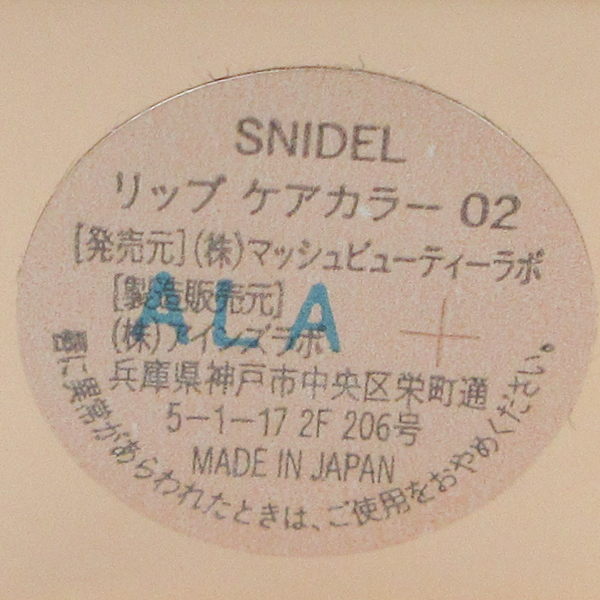 SNIDEL
リップ ケアカラー 02
[発売元](株)マッシュビューティーラボ
[製造販売元]
(株)アインズラボ
兵庫県神戸市中央区栄町通
5-1-17 2F 206号
MADE IN JAPAN
唇に異常があらわれたときは、ご使用をおやめください。
ALA